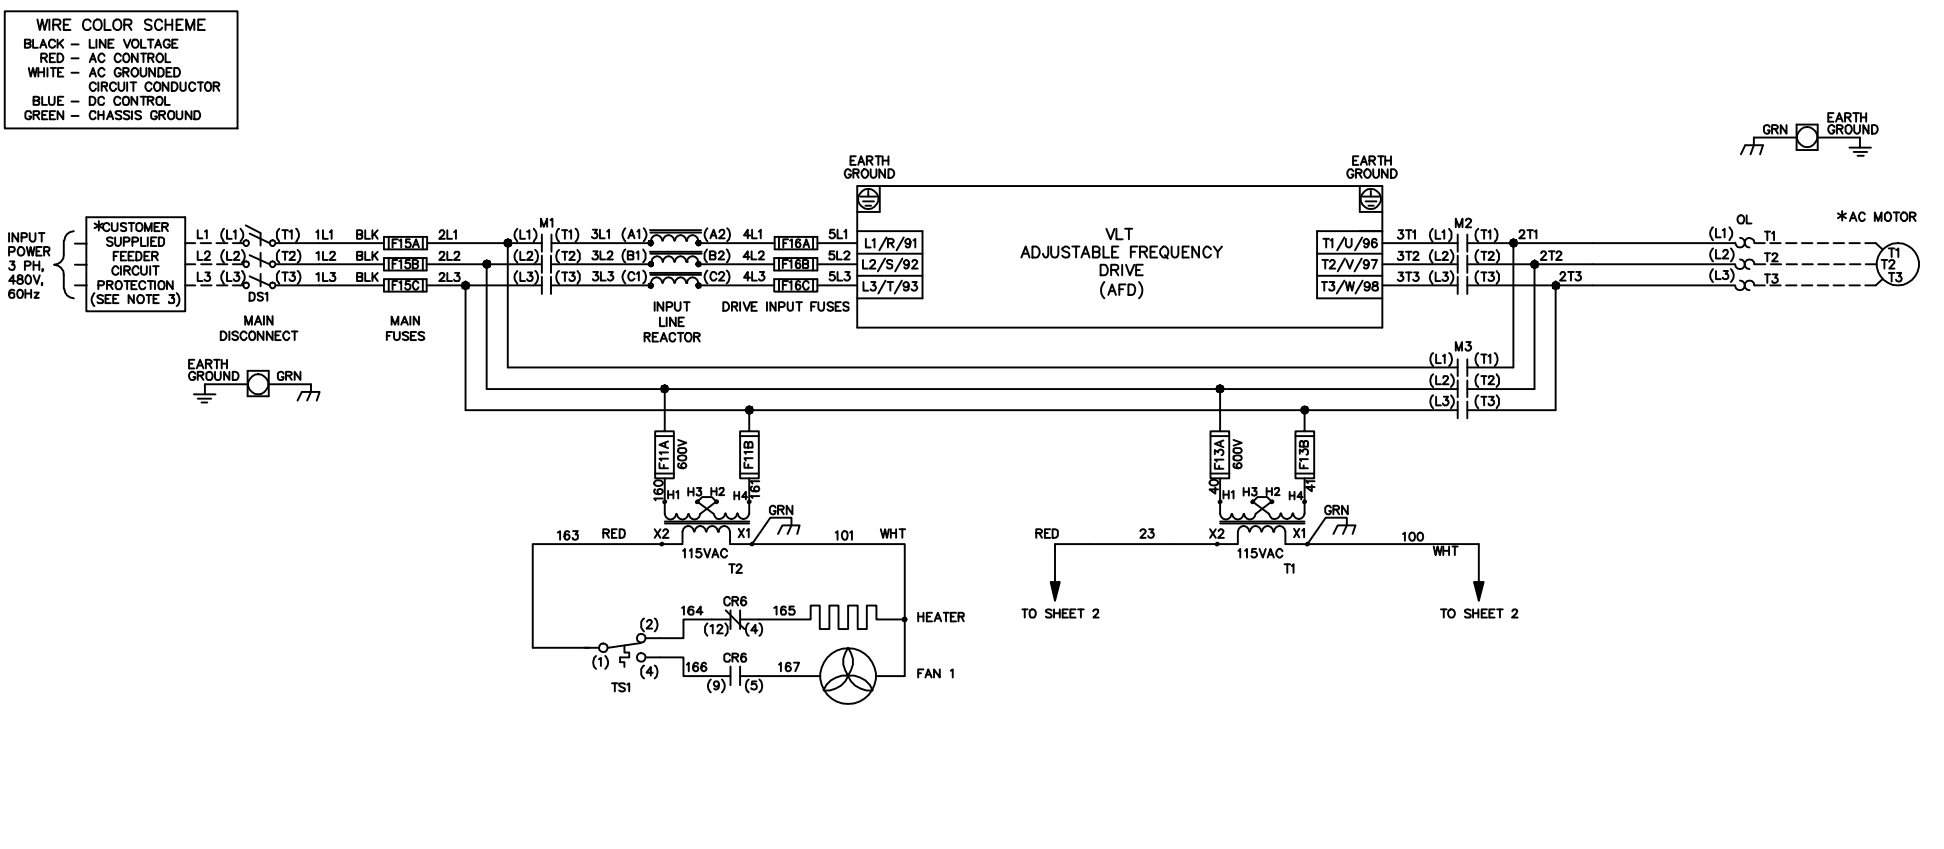 WIRE COLOR SCHEME
BLACK – LINE VOLTAGE
RED – AC CONTROL
WHITE – AC GROUNDED
CIRCUIT CONDUCTOR
BLUE – DC CONTROL
GREEN – CHASSIS GROUND
GRN
EARTH
GROUND
EARTH
GROUND
EARTH
GROUND
INPUT
POWER
3 PH,
480V,
60Hz
*CUSTOMER
SUPPLIED
FEEDER
CIRCUIT
PROTECTION
(SEE NOTE 3)
L1 (L1) (T1) 1L1 BLK F15A 2L1 (L1) M1 (T1) 3L1 (A1) (A2) 4L1 F16A 5L1 L1/R/91
L2 (L2) (T2) 1L2 BLK F15B 2L2 (L2) (T2) 3L2 (B1) (B2) 4L2 F16B 5L2 L2/S/92
L3 (L3) (T3) 1L3 BLK F15C 2L3 (L3) (T3) 3L3 (C1) (C2) 4L3 F16C 5L3 L3/T/93
DS1
MAIN
DISCONNECT
MAIN
FUSES
INPUT
LINE
REACTOR
DRIVE INPUT FUSES
VLT
ADJUSTABLE FREQUENCY
DRIVE
(AFD)
T1/U/96 3T1 (L1) M2 (T1) 2T1 (L1) OL T1
T2/V/97 3T2 (L2) (T2) 2T2 (L2) T2
T3/W/98 3T3 (L3) (T3) 2T3 (L3) T3
*AC MOTOR
T1
T2
T3
EARTH
GROUND
GRN
M3
(L1) (T1)
(L2) (T2)
(L3) (T3)
F11A
600V
F11B
160
H1 H3 H2 H4
161
GRN
163 RED X2 X1 101 WHT
115VAC
T2
F13A
600V
F13B
40
H1 H3 H2 H4
41
GRN
RED 23 X2 X1 100
WHT
115VAC
T1
TO SHEET 2
TO SHEET 2
164 CR6 165
(12) (4)
HEATER
(2)
(1)
(4)
TS1
166 CR6 167
(9) (5)
FAN 1